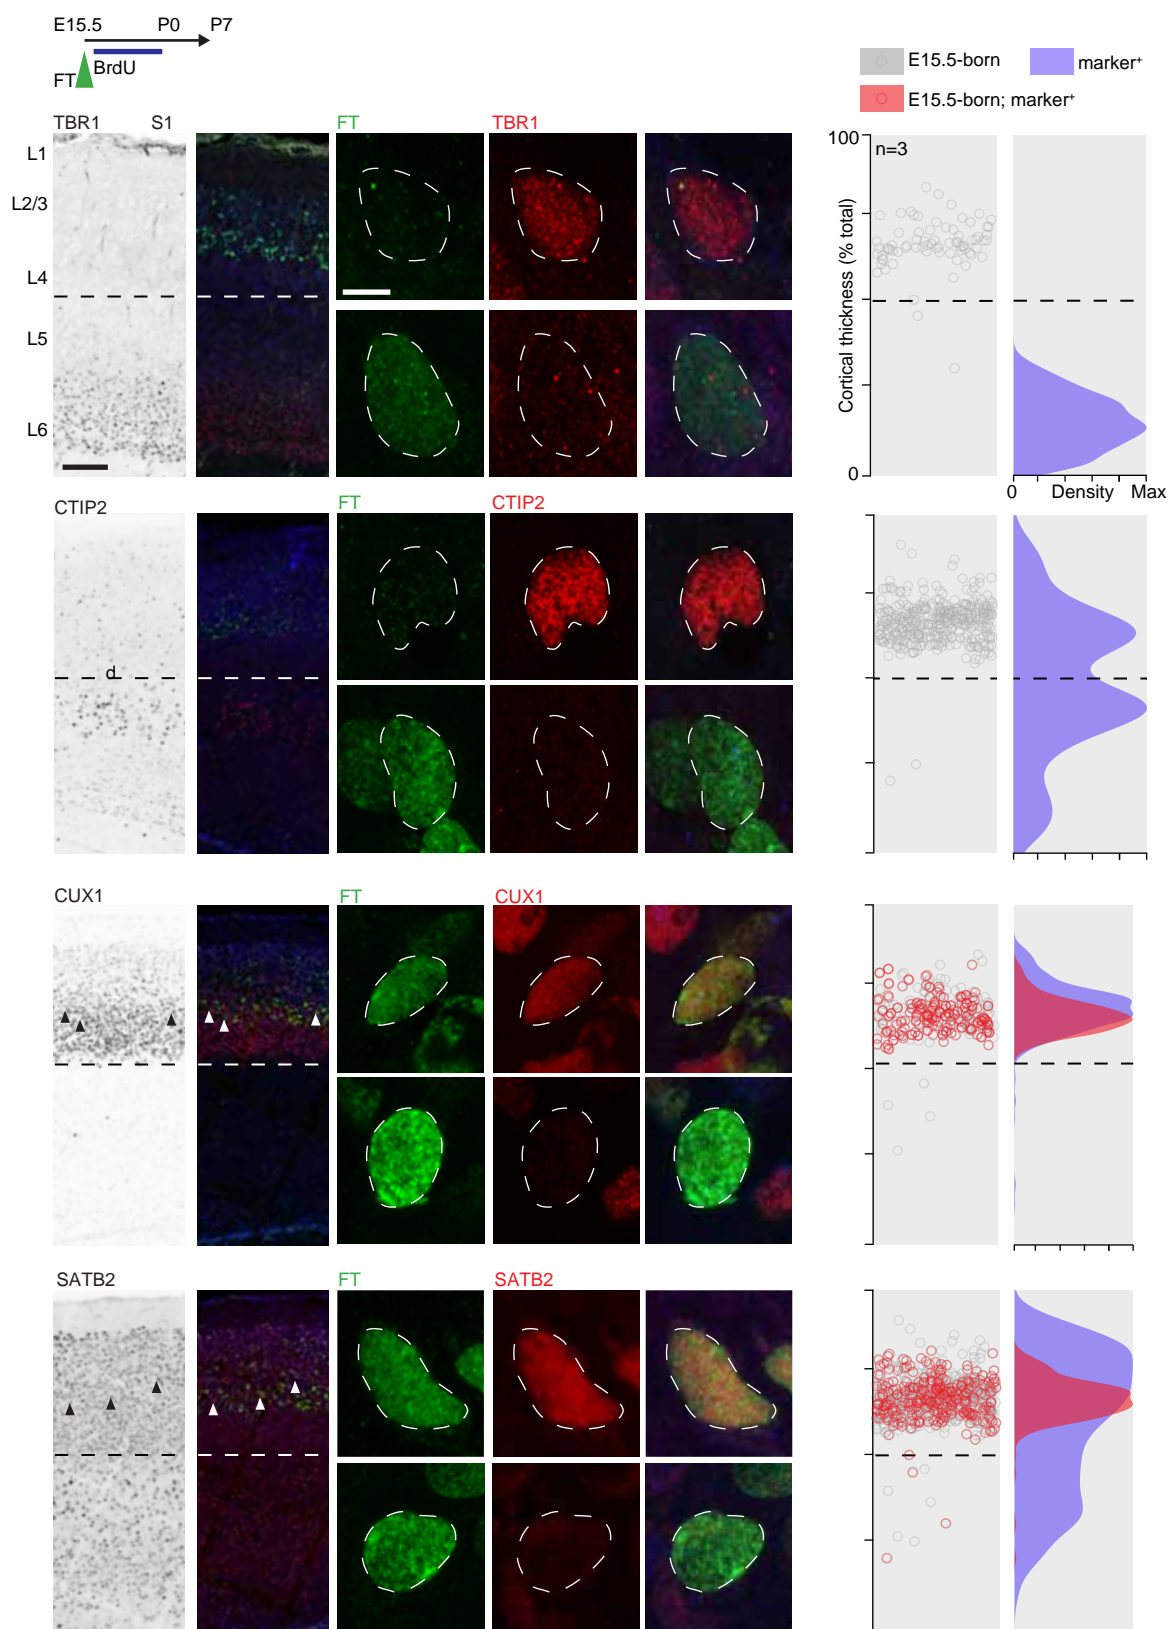 E15.5 P0 P7
BrdU
FT
E15.5-born marker⁺
E15.5-born; marker⁺
TBR1 S1 FT TBR1
L1
L2/3
L4
L5
L6
100
n=3
Cortical thickness (% total)
0
0 Density Max
CTIP2 FT CTIP2
d
CUX1 FT CUX1
SATB2 FT SATB2